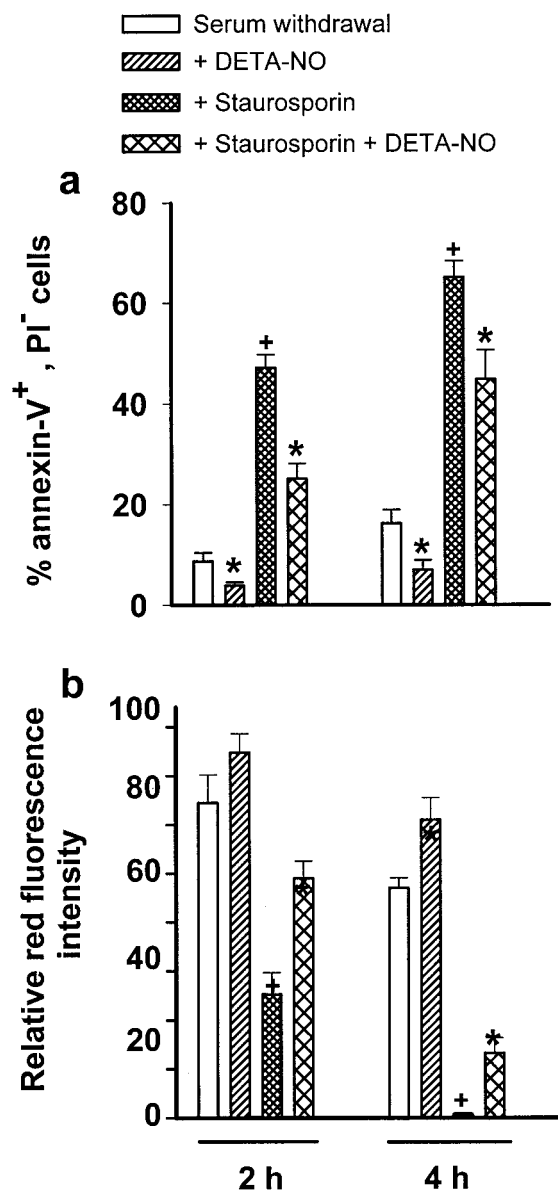 Serum withdrawal
+ DETA-NO
+ Staurosporin
+ Staurosporin + DETA-NO
a
% annexin-V+ , PI- cells
80
60
40
20
0
*
+
*
*
+
*
b
Relative red fluorescence
intensity
100
80
60
40
20
0
+
*
*
+
*
2 h
4 h